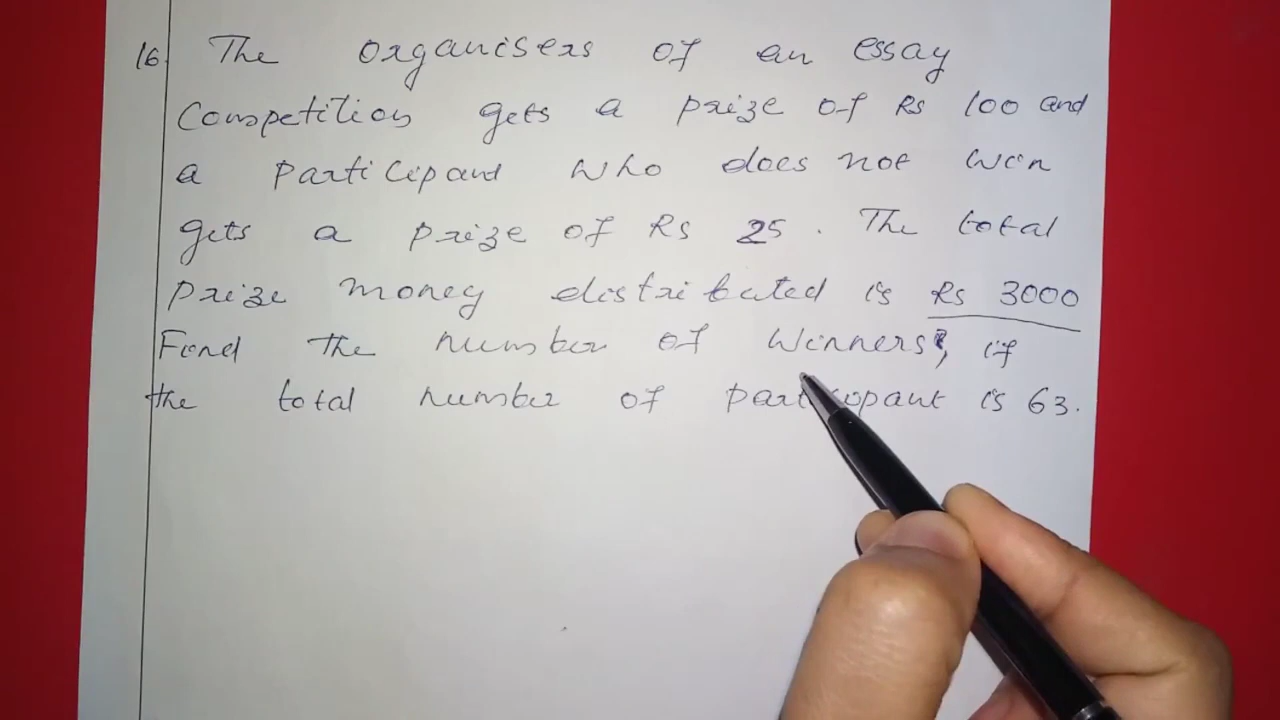 16. The organisers of an essay
Competition gets a prize of Rs 100 and
a participant who does not win
gets a prize of Rs 25. The total
prize money distributed is Rs 3000
Find the number of Winners, if
the total number of participant is 63.